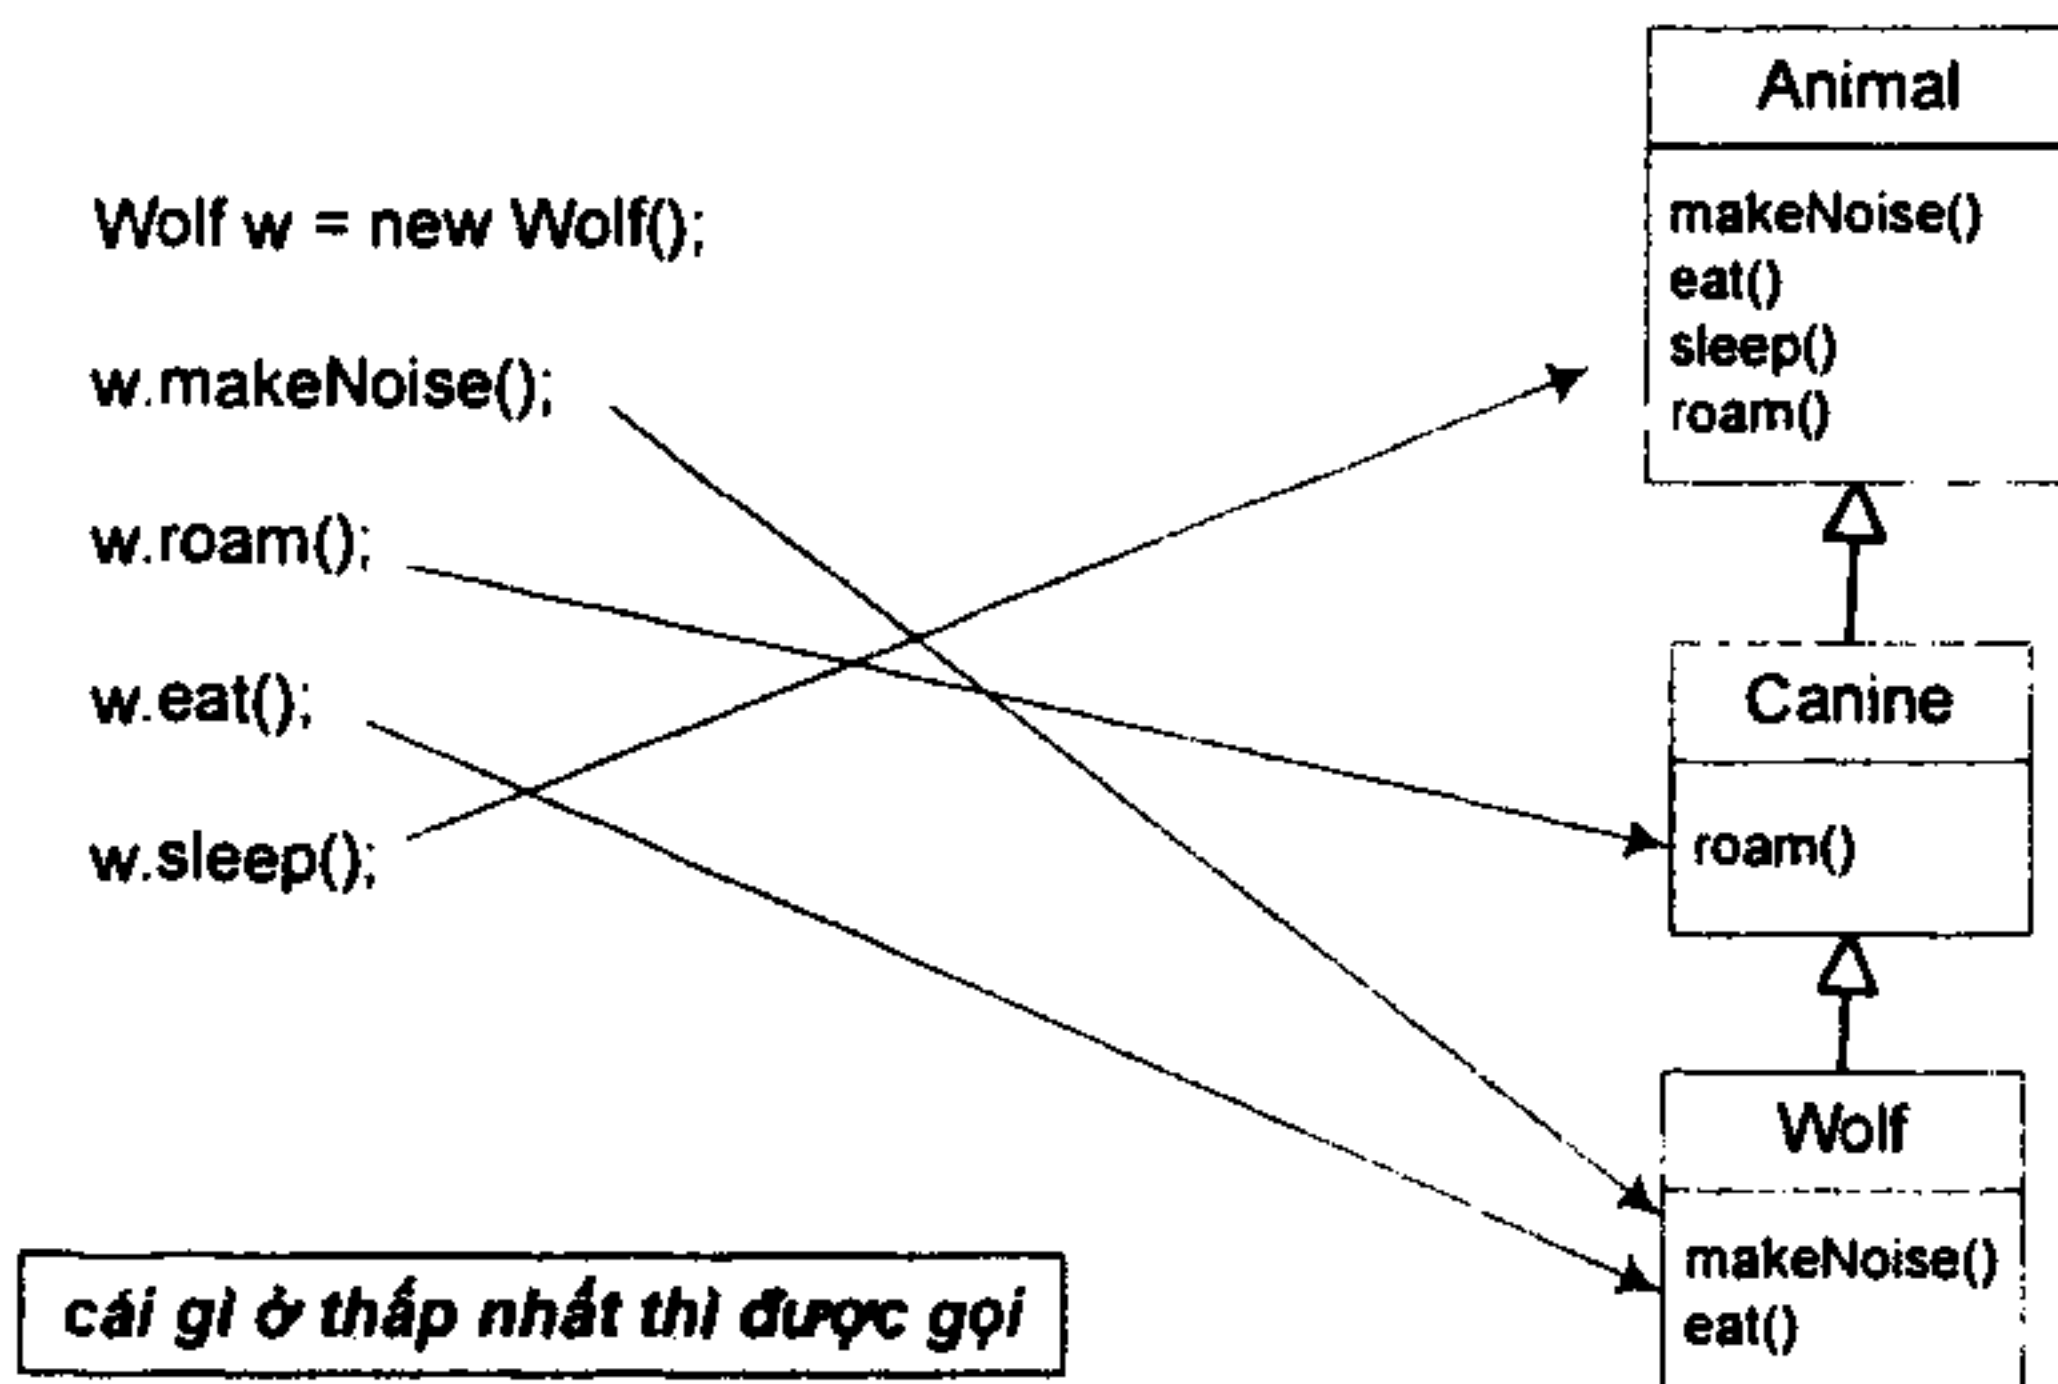 Wolf w = new Wolf();
w.makeNoise();
w.roam();
w.eat();
w.sleep();
cái gì ở thấp nhất thì được gọi
Animal
makeNoise()
eat()
sleep()
roam()
Canine
roam()
Wolf
makeNoise()
eat()